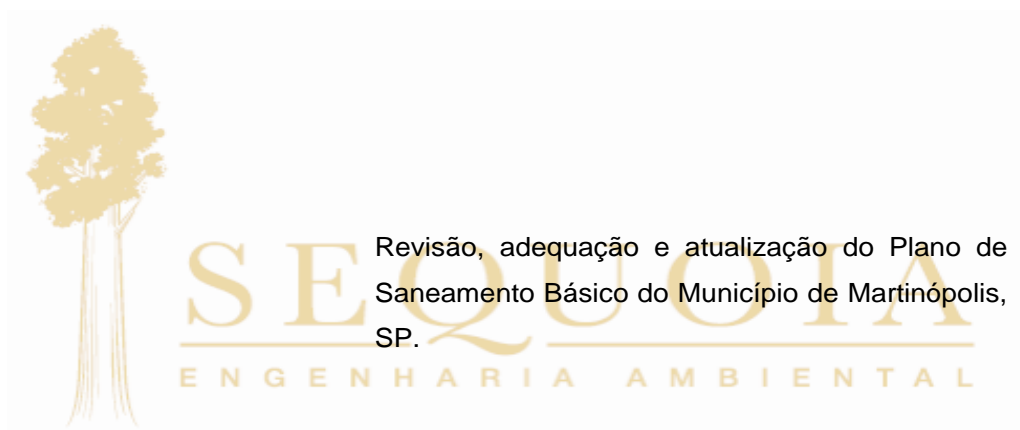 Revisão, adequação e atualização do Plano de
Saneamento Básico do Município de Martinópolis,
SP.
SEQUOIA
ENGENHARIA AMBIENTAL